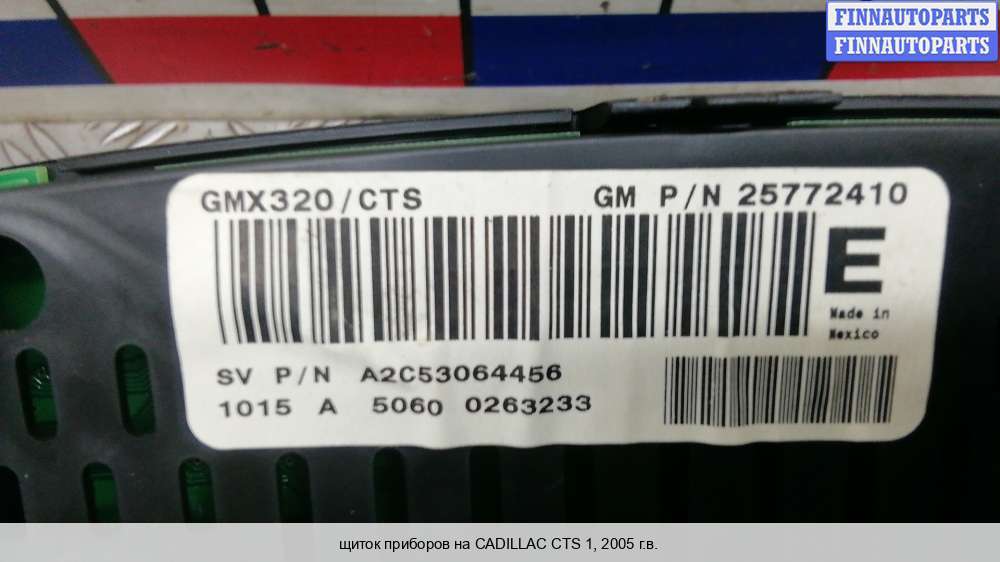 FINNAUTOPARTS
FINNAUTOPARTS
GMX320/CTS GM P/N 25772410
E
Made in
Mexico
SV P/N A2C53064456
1015 A 5060 0263233
щиток приборов на CADILLAC CTS 1, 2005 г.в.